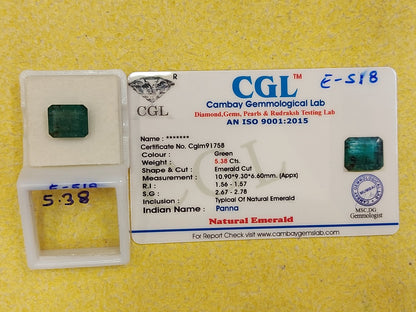 R
CGL
CGL™
E-518
Cambay Gemmological Lab
Diamond,Gems, Pearls & Rudraksh Testing Lab
AN ISO 9001:2015
Name : *******
Certificate No. Cglm91758
Colour : Green
Weight : 5.38 Cts.
Shape & Cut : Emerald Cut
Measurement : 10.90*9.30*6.60mm. (Appx)
R.I : 1.56 - 1.57
S.G : 2.67 - 2.78
Inclusion : Typical Of Natural Emerald
Indian Name : Panna
Natural Emerald
MSC,DG
Gemmologist
For Report Check Visit www.cambaygemslab.com
E-518
5.38